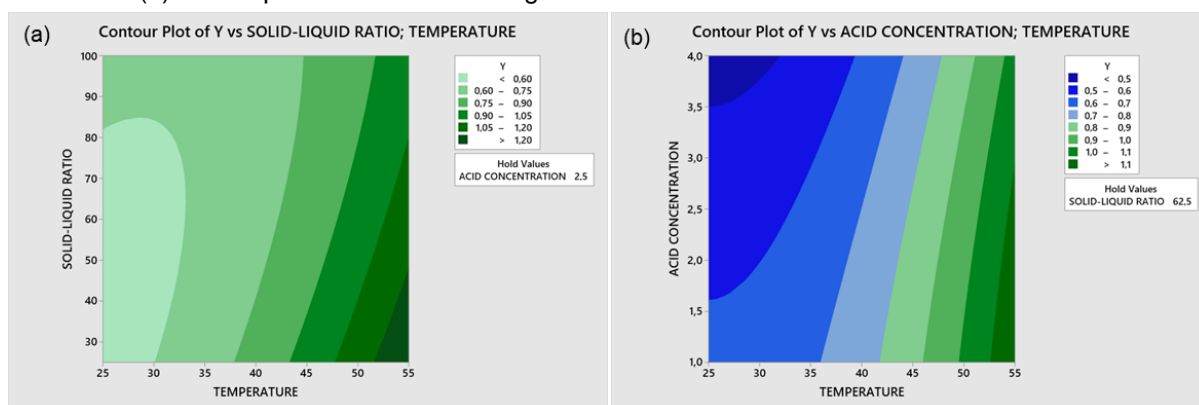 (a)
Contour Plot of Y vs SOLID-LIQUID RATIO; TEMPERATURE
Y
< 0,60
0,60 – 0,75
0,75 – 0,90
0,90 – 1,05
1,05 – 1,20
> 1,20
Hold Values
ACID CONCENTRATION 2,5
SOLID-LIQUID RATIO
100
90
80
70
60
50
40
30
25 30 35 40 45 50 55
TEMPERATURE
(b)
Contour Plot of Y vs ACID CONCENTRATION; TEMPERATURE
Y
< 0,5
0,5 – 0,6
0,6 – 0,7
0,7 – 0,8
0,8 – 0,9
0,9 – 1,0
1,0 – 1,1
> 1,1
Hold Values
SOLID-LIQUID RATIO 62,5
ACID CONCENTRATION
4,0
3,5
3,0
2,5
2,0
1,5
1,0
25 30 35 40 45 50 55
TEMPERATURE